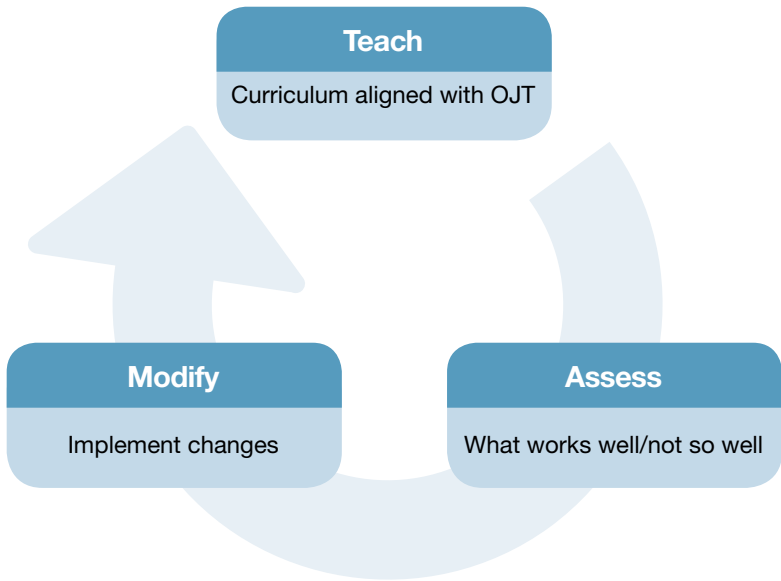 Teach
Curriculum aligned with OJT
Modify
Implement changes
Assess
What works well/not so well